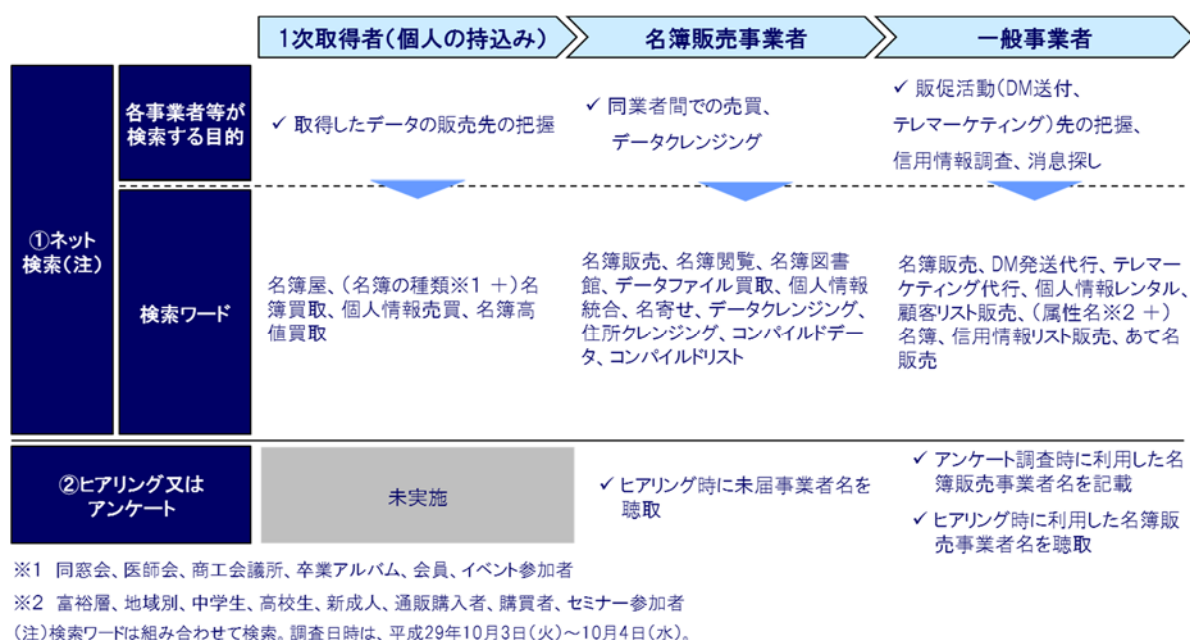 1次取得者(個人の持込み)
名簿販売事業者
一般事業者
①ネット
検索(注)
各事業者等が
検索する目的
✓ 取得したデータの販売先の把握
✓ 同業者間での売買、
データクレンジング
✓ 販促活動(DM送付、
テレマーケティング)先の把握、
信用情報調査、消息探し
検索ワード
名簿屋、(名簿の種類※1 +)名
簿買取、個人情報売買、名簿高
値買取
名簿販売、名簿閲覧、名簿図書
館、データファイル買取、個人情報
統合、名寄せ、データクレンジング、
住所クレンジング、コンパイルドデー
タ、コンパイルドリスト
名簿販売、DM発送代行、テレマー
ケティング代行、個人情報レンタル、
顧客リスト販売、(属性名※2 +)
名簿、信用情報リスト販売、あて名
販売
②ヒアリング又は
アンケート
未実施
✓ ヒアリング時に未届事業者名を
聴取
✓ アンケート調査時に利用した名
簿販売事業者名を記載
✓ ヒアリング時に利用した名簿販
売事業者名を聴取
※1 同窓会、医師会、商工会議所、卒業アルバム、会員、イベント参加者
※2 富裕層、地域別、中学生、高校生、新成人、通販購入者、購買者、セミナー参加者
(注)検索ワードは組み合わせて検索。調査日時は、平成29年10月3日(火)~10月4日(水)。